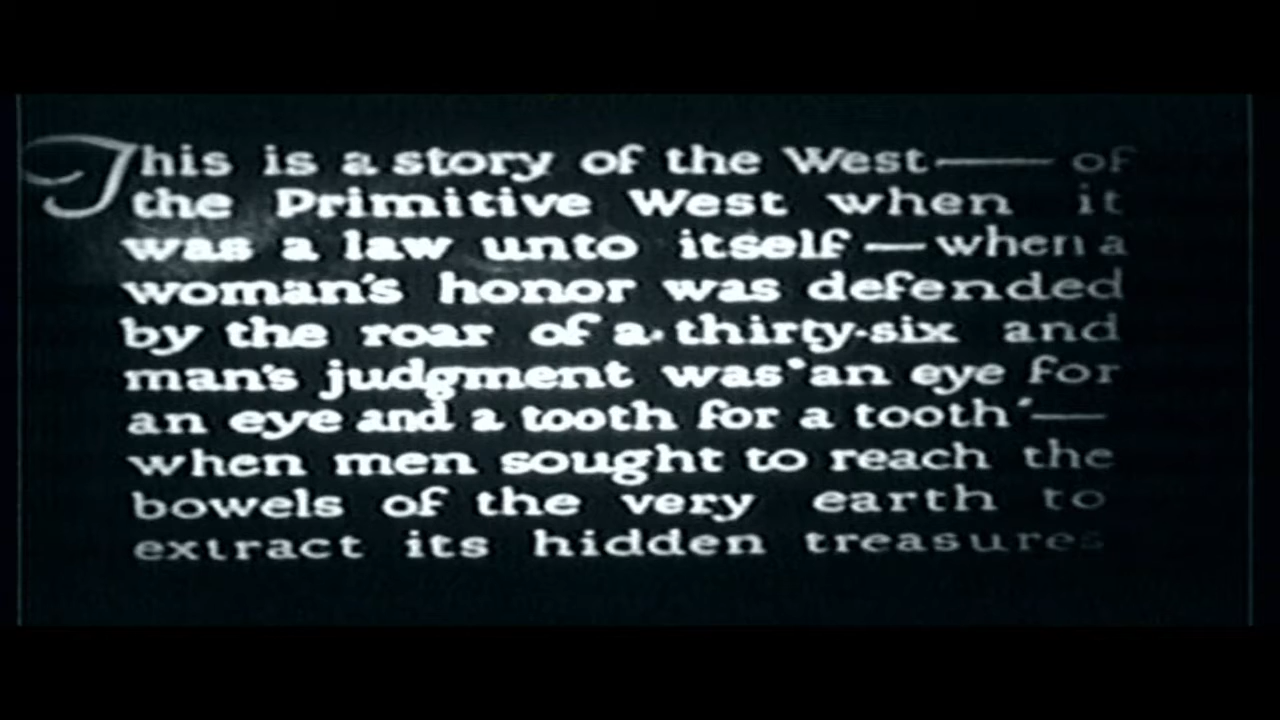 This is a story of the West — of
the Primitive West when it
was a law unto itself — when a
woman's honor was defended
by the roar of a thirty-six and
man's judgment was "an eye for
an eye and a tooth for a tooth" —
when men sought to reach the
bowels of the very earth to
extract its hidden treasures